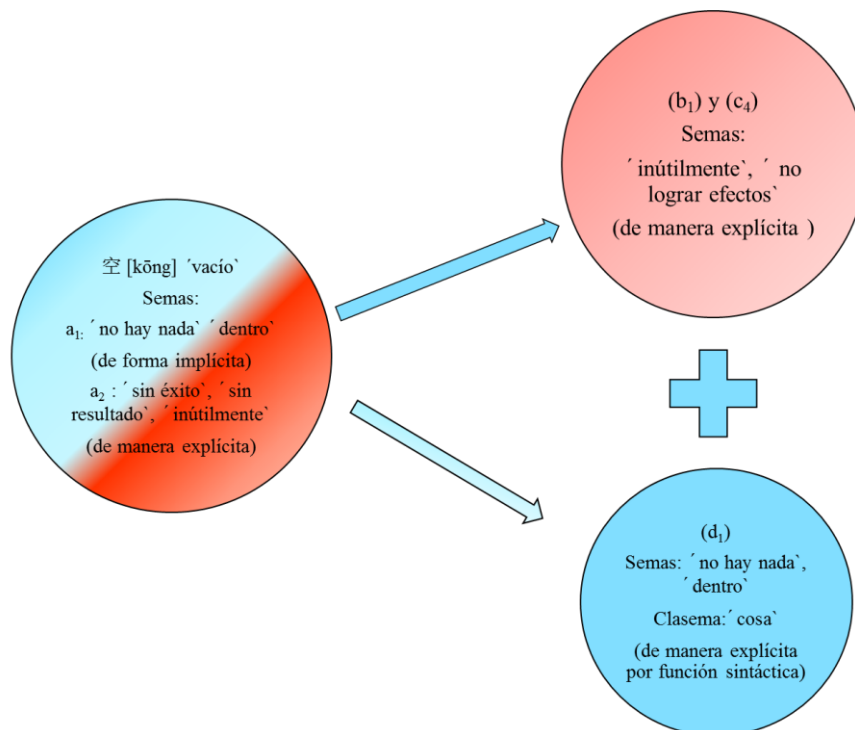 空 [kōng] ´vacío`
Semas:
a₁: ´no hay nada` ´dentro`
(de forma implícita)
a₂ : ´sin éxito`, ´sin
resultado`, ´inútilmente`
(de manera explícita)
(b₁) y (c₄)
Semas:
´inútilmente`, ´ no
lograr efectos`
(de manera explícita )
(d₁)
Semas: ´no hay nada`,
´dentro`
Clasema:´cosa`
(de manera explícita
por función sintáctica)